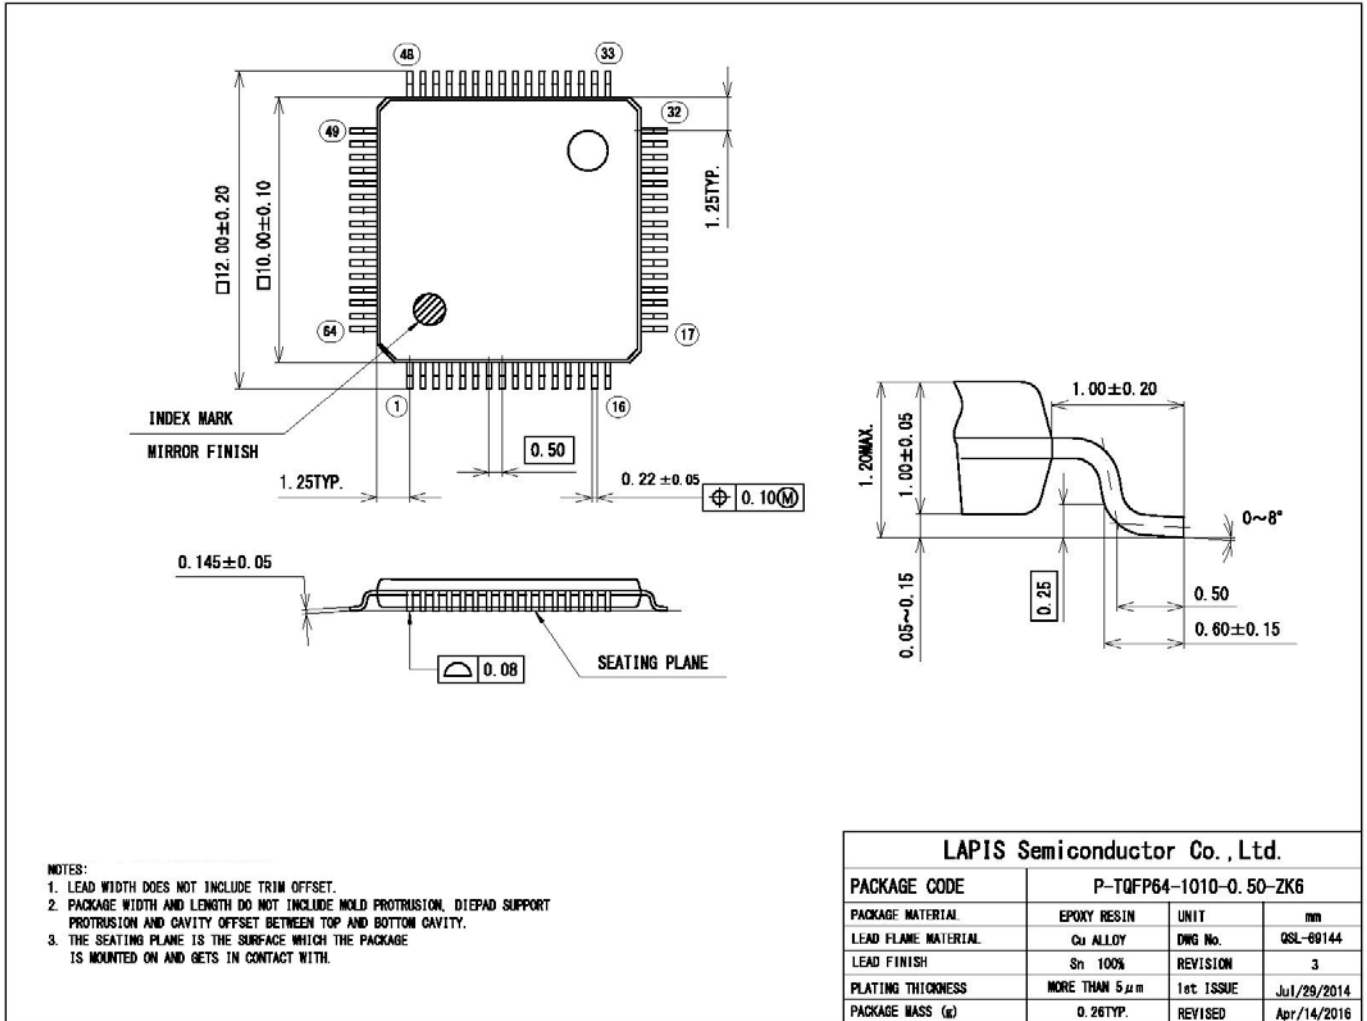 48
33
32
49
64
17
1
16
□12.00±0.20
□10.00±0.10
1.25TYP.
INDEX MARK
MIRROR FINISH
1.25TYP.
0.50
0.22 ±0.05
⌖ 0.10Ⓜ
0.145±0.05
⌓ 0.08
SEATING PLANE
1.20MAX.
1.00±0.05
1.00±0.20
0~8°
0.05~0.15
0.25
0.50
0.60±0.15
NOTES:
1. LEAD WIDTH DOES NOT INCLUDE TRIM OFFSET.
2. PACKAGE WIDTH AND LENGTH DO NOT INCLUDE MOLD PROTRUSION, DIEPAD SUPPORT
PROTRUSION AND CAVITY OFFSET BETWEEN TOP AND BOTTOM CAVITY.
3. THE SEATING PLANE IS THE SURFACE WHICH THE PACKAGE
IS MOUNTED ON AND GETS IN CONTACT WITH.
LAPIS Semiconductor Co.,Ltd.
PACKAGE CODE P-TQFP64-1010-0.50-ZK6
PACKAGE MATERIAL EPOXY RESIN UNIT mm
LEAD FLAME MATERIAL Cu ALLOY DWG No. QSL-69144
LEAD FINISH Sn 100% REVISION 3
PLATING THICKNESS MORE THAN 5μm 1st ISSUE Jul/29/2014
PACKAGE MASS (g) 0.26TYP. REVISED Apr/14/2016